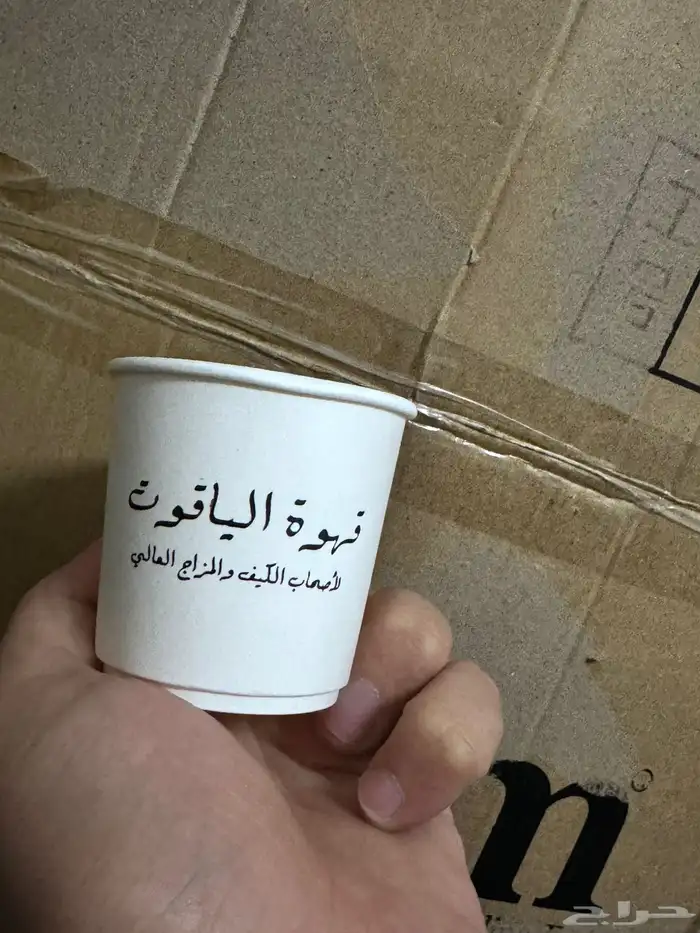 قهوة الياقوت
لأصحاب الكيف والمزاج العالي
n
حراج